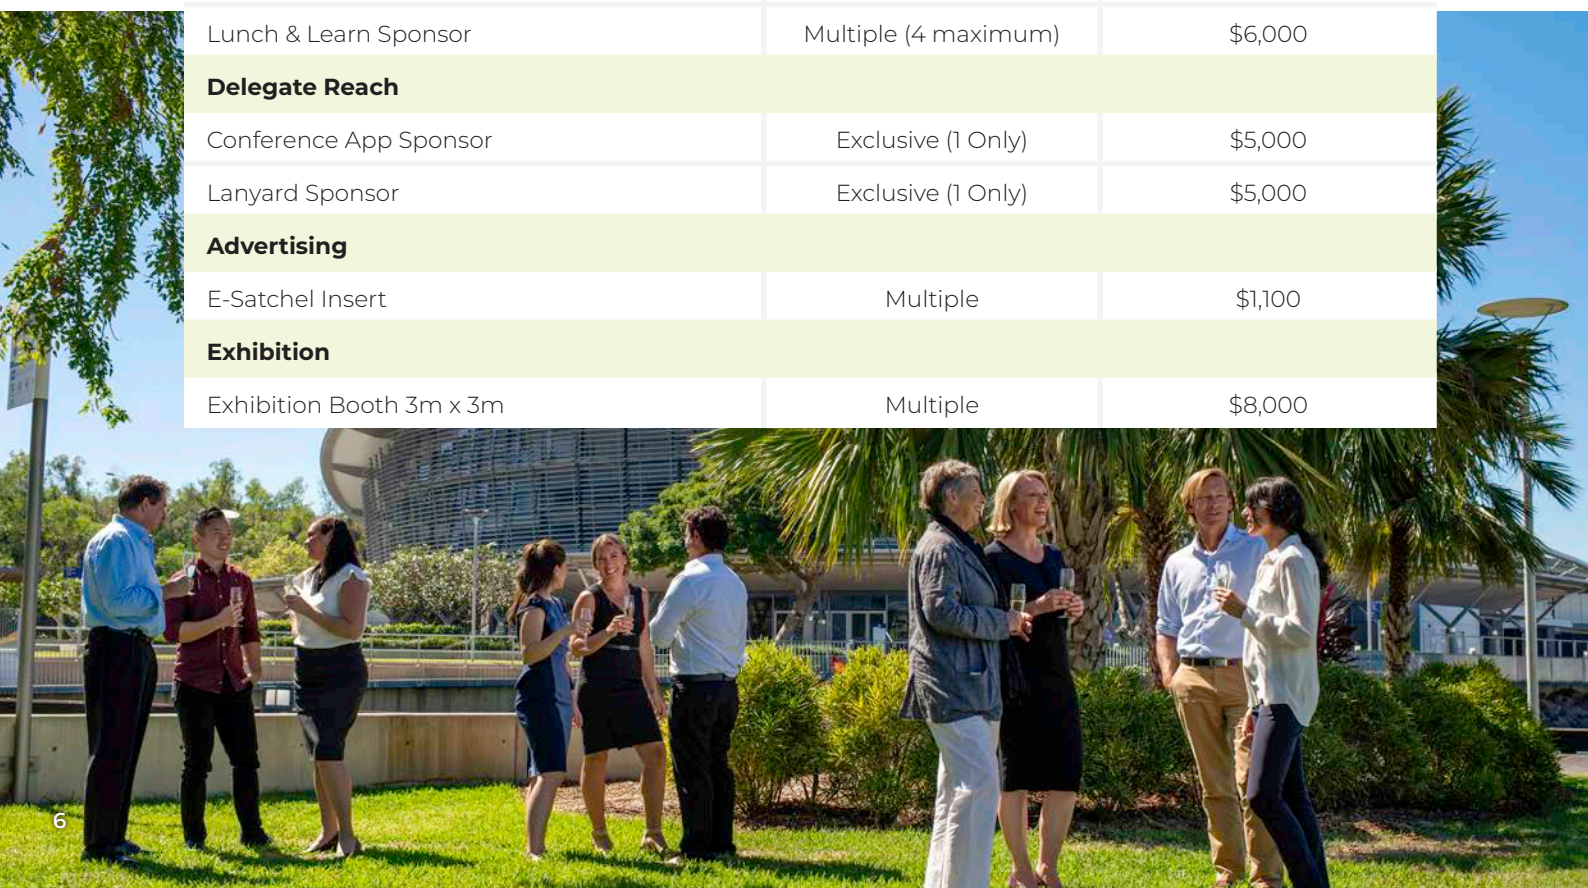 Lunch & Learn Sponsor Multiple (4 maximum) $6,000
Delegate Reach
Conference App Sponsor Exclusive (1 Only) $5,000
Lanyard Sponsor Exclusive (1 Only) $5,000
Advertising
E-Satchel Insert Multiple $1,100
Exhibition
Exhibition Booth 3m x 3m Multiple $8,000
6